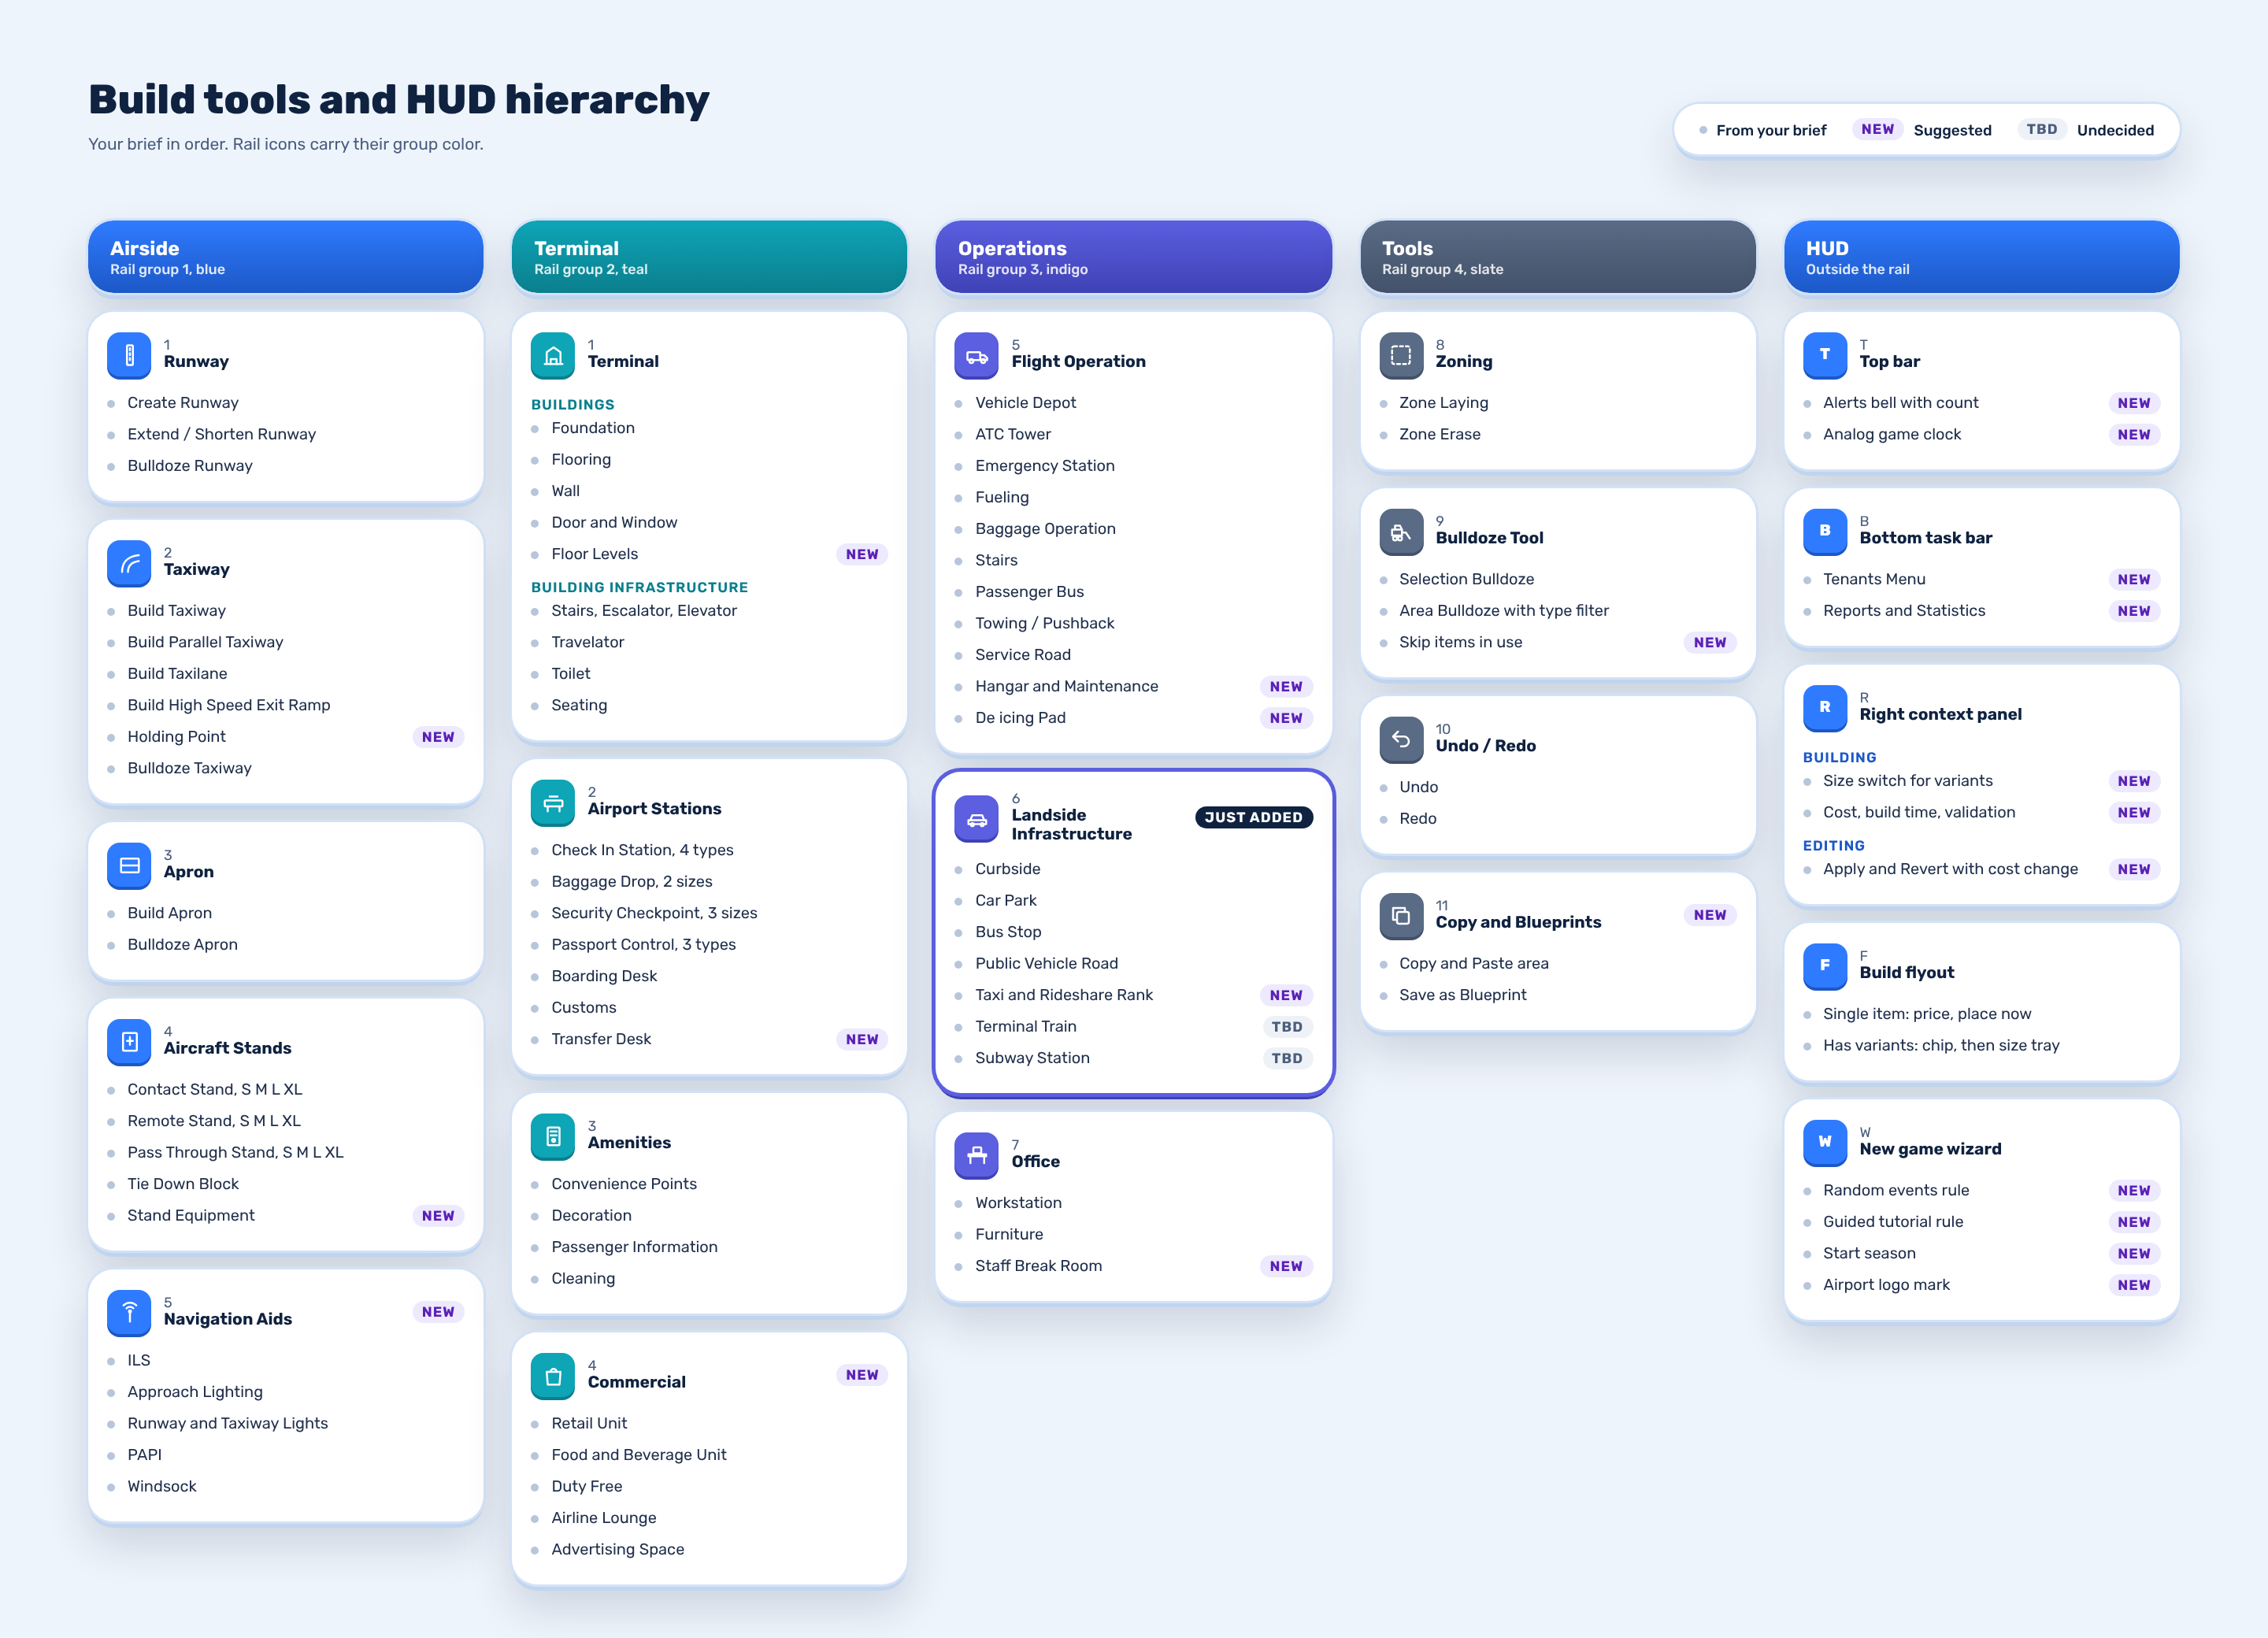 Build tools and HUD hierarchy
Your brief in order. Rail icons carry their group color.
From your brief
NEW Suggested
TBD Undecided
Airside
Rail group 1, blue
1
Runway
Create Runway
Extend / Shorten Runway
Bulldoze Runway
2
Taxiway
Build Taxiway
Build Parallel Taxiway
Build Taxilane
Build High Speed Exit Ramp
Holding Point NEW
Bulldoze Taxiway
3
Apron
Build Apron
Bulldoze Apron
4
Aircraft Stands
Contact Stand, S M L XL
Remote Stand, S M L XL
Pass Through Stand, S M L XL
Tie Down Block
Stand Equipment NEW
5
Navigation Aids NEW
ILS
Approach Lighting
Runway and Taxiway Lights
PAPI
Windsock
Terminal
Rail group 2, teal
1
Terminal
BUILDINGS
Foundation
Flooring
Wall
Door and Window
Floor Levels NEW
BUILDING INFRASTRUCTURE
Stairs, Escalator, Elevator
Travelator
Toilet
Seating
2
Airport Stations
Check In Station, 4 types
Baggage Drop, 2 sizes
Security Checkpoint, 3 sizes
Passport Control, 3 types
Boarding Desk
Customs
Transfer Desk NEW
3
Amenities
Convenience Points
Decoration
Passenger Information
Cleaning
4
Commercial NEW
Retail Unit
Food and Beverage Unit
Duty Free
Airline Lounge
Advertising Space
Operations
Rail group 3, indigo
5
Flight Operation
Vehicle Depot
ATC Tower
Emergency Station
Fueling
Baggage Operation
Stairs
Passenger Bus
Towing / Pushback
Service Road
Hangar and Maintenance NEW
De icing Pad NEW
6
Landside
Infrastructure
JUST ADDED
Curbside
Car Park
Bus Stop
Public Vehicle Road
Taxi and Rideshare Rank NEW
Terminal Train TBD
Subway Station TBD
7
Office
Workstation
Furniture
Staff Break Room NEW
Tools
Rail group 4, slate
8
Zoning
Zone Laying
Zone Erase
9
Bulldoze Tool
Selection Bulldoze
Area Bulldoze with type filter
Skip items in use NEW
10
Undo / Redo
Undo
Redo
11
Copy and Blueprints NEW
Copy and Paste area
Save as Blueprint
HUD
Outside the rail
T
T
Top bar
Alerts bell with count NEW
Analog game clock NEW
B
B
Bottom task bar
Tenants Menu NEW
Reports and Statistics NEW
R
R
Right context panel
BUILDING
Size switch for variants NEW
Cost, build time, validation NEW
EDITING
Apply and Revert with cost change NEW
F
F
Build flyout
Single item: price, place now
Has variants: chip, then size tray
W
W
New game wizard
Random events rule NEW
Guided tutorial rule NEW
Start season NEW
Airport logo mark NEW